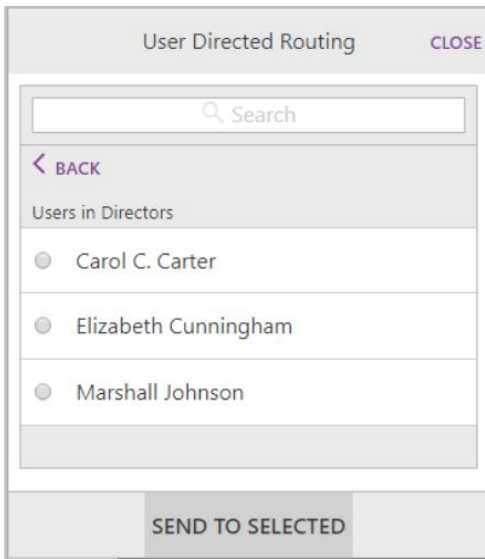 User Directed Routing CLOSE
Search
BACK
Users in Directors
Carol C. Carter
Elizabeth Cunningham
Marshall Johnson
SEND TO SELECTED